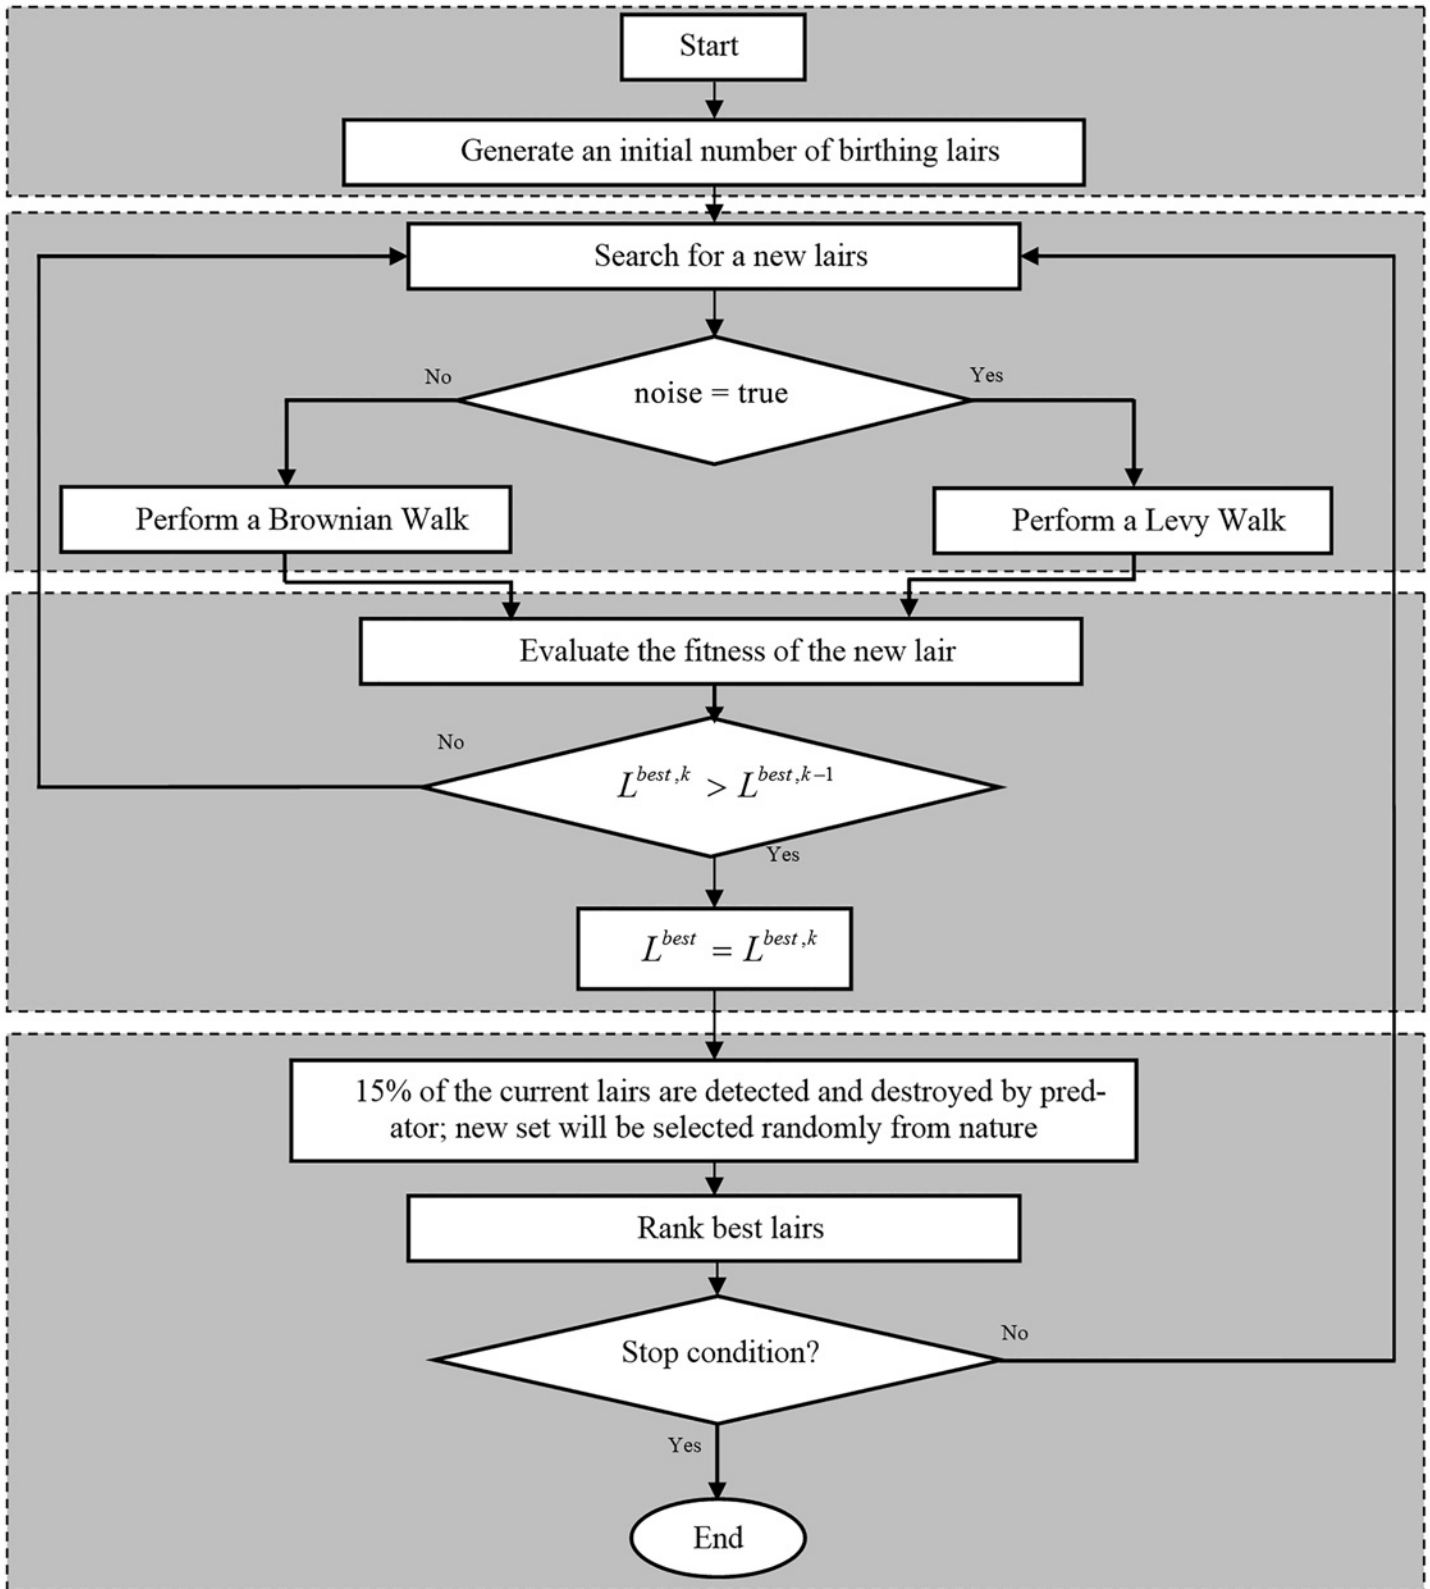 Start
Generate an initial number of birthing lairs
Search for a new lairs
No
Yes
noise = true
Perform a Brownian Walk
Perform a Levy Walk
Evaluate the fitness of the new lair
No
L^{best,k} > L^{best,k−1}
Yes
L^{best} = L^{best,k}
15% of the current lairs are detected and destroyed by pred-
ator; new set will be selected randomly from nature
Rank best lairs
Stop condition?
No
Yes
End